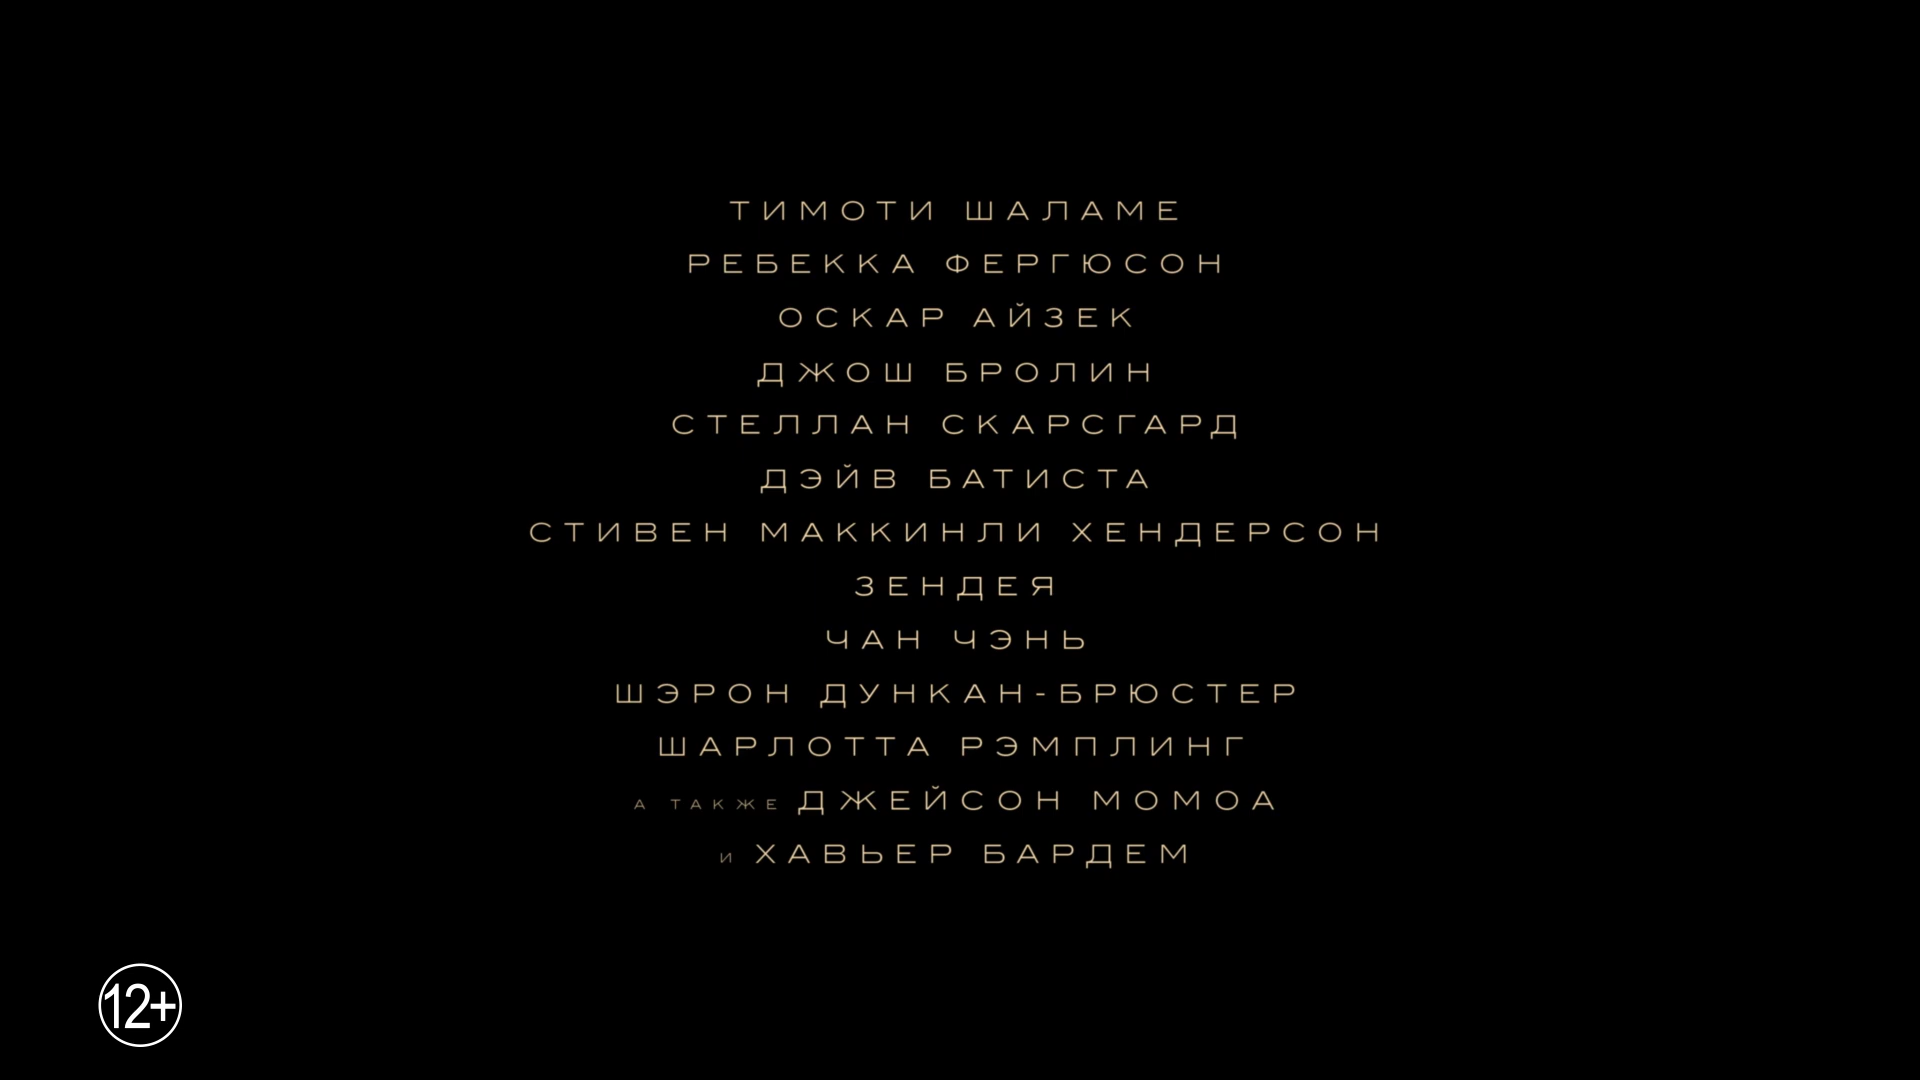 ТИМОТИ ШАЛАМЕ
РЕБЕККА ФЕРГЮСОН
ОСКАР АЙЗЕК
ДЖОШ БРОЛИН
СТЕЛЛАН СКАРСГАРД
ДЭЙВ БАТИСТА
СТИВЕН МАККИНЛИ ХЕНДЕРСОН
ЗЕНДЕЯ
ЧАН ЧЭНЬ
ШЭРОН ДУНКАН-БРЮСТЕР
ШАРЛОТТА РЭМПЛИНГ
А ТАКЖЕ ДЖЕЙСОН МОМОА
И ХАВЬЕР БАРДЕМ
12+